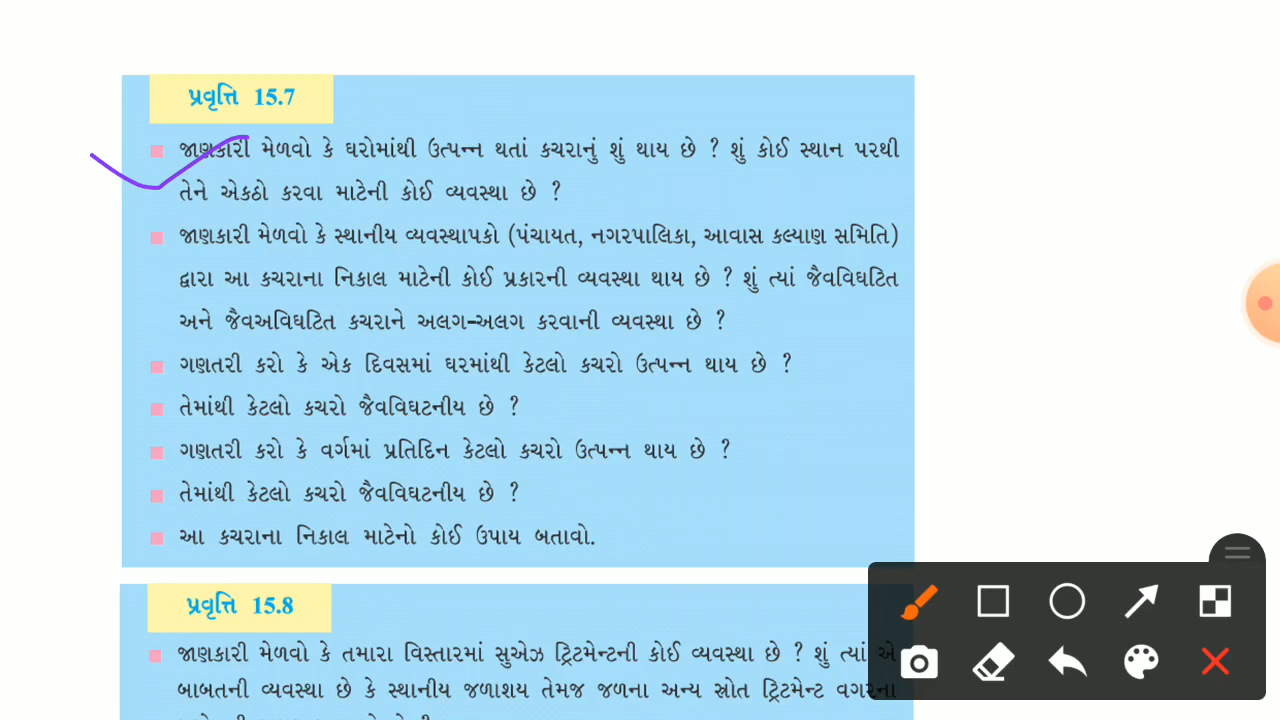 પ્રવૃત્તિ 15.7
જાણકારી મેળવો કે ઘરોમાંથી ઉત્પન્ન થતાં કચરાનું શું થાય છે ? શું કોઈ સ્થાન પરથી
તેને એકઠો કરવા માટેની કોઈ વ્યવસ્થા છે ?
જાણકારી મેળવો કે સ્થાનીય વ્યવસ્થાપકો (પંચાયત, નગરપાલિકા, આવાસ કલ્યાણ સમિતિ)
દ્વારા આ કચરાના નિકાલ માટેની કોઈ પ્રકારની વ્યવસ્થા થાય છે ? શું ત્યાં જૈવવિઘટિત
અને જૈવઅવિઘટિત કચરાને અલગ-અલગ કરવાની વ્યવસ્થા છે ?
ગણતરી કરો કે એક દિવસમાં ઘરમાંથી કેટલો કચરો ઉત્પન્ન થાય છે ?
તેમાંથી કેટલો કચરો જૈવવિઘટનીય છે ?
ગણતરી કરો કે વર્ગમાં પ્રતિદિન કેટલો કચરો ઉત્પન્ન થાય છે ?
તેમાંથી કેટલો કચરો જૈવવિઘટનીય છે ?
આ કચરાના નિકાલ માટેનો કોઈ ઉપાય બતાવો.
પ્રવૃત્તિ 15.8
જાણકારી મેળવો કે તમારા વિસ્તારમાં સુએઝ ટ્રિટમેન્ટની કોઈ વ્યવસ્થા છે ? શું ત્યાં એ
બાબતની વ્યવસ્થા છે કે સ્થાનીય જળાશય તેમજ જળના અન્ય સ્રોત ટ્રિટમેન્ટ વગરના